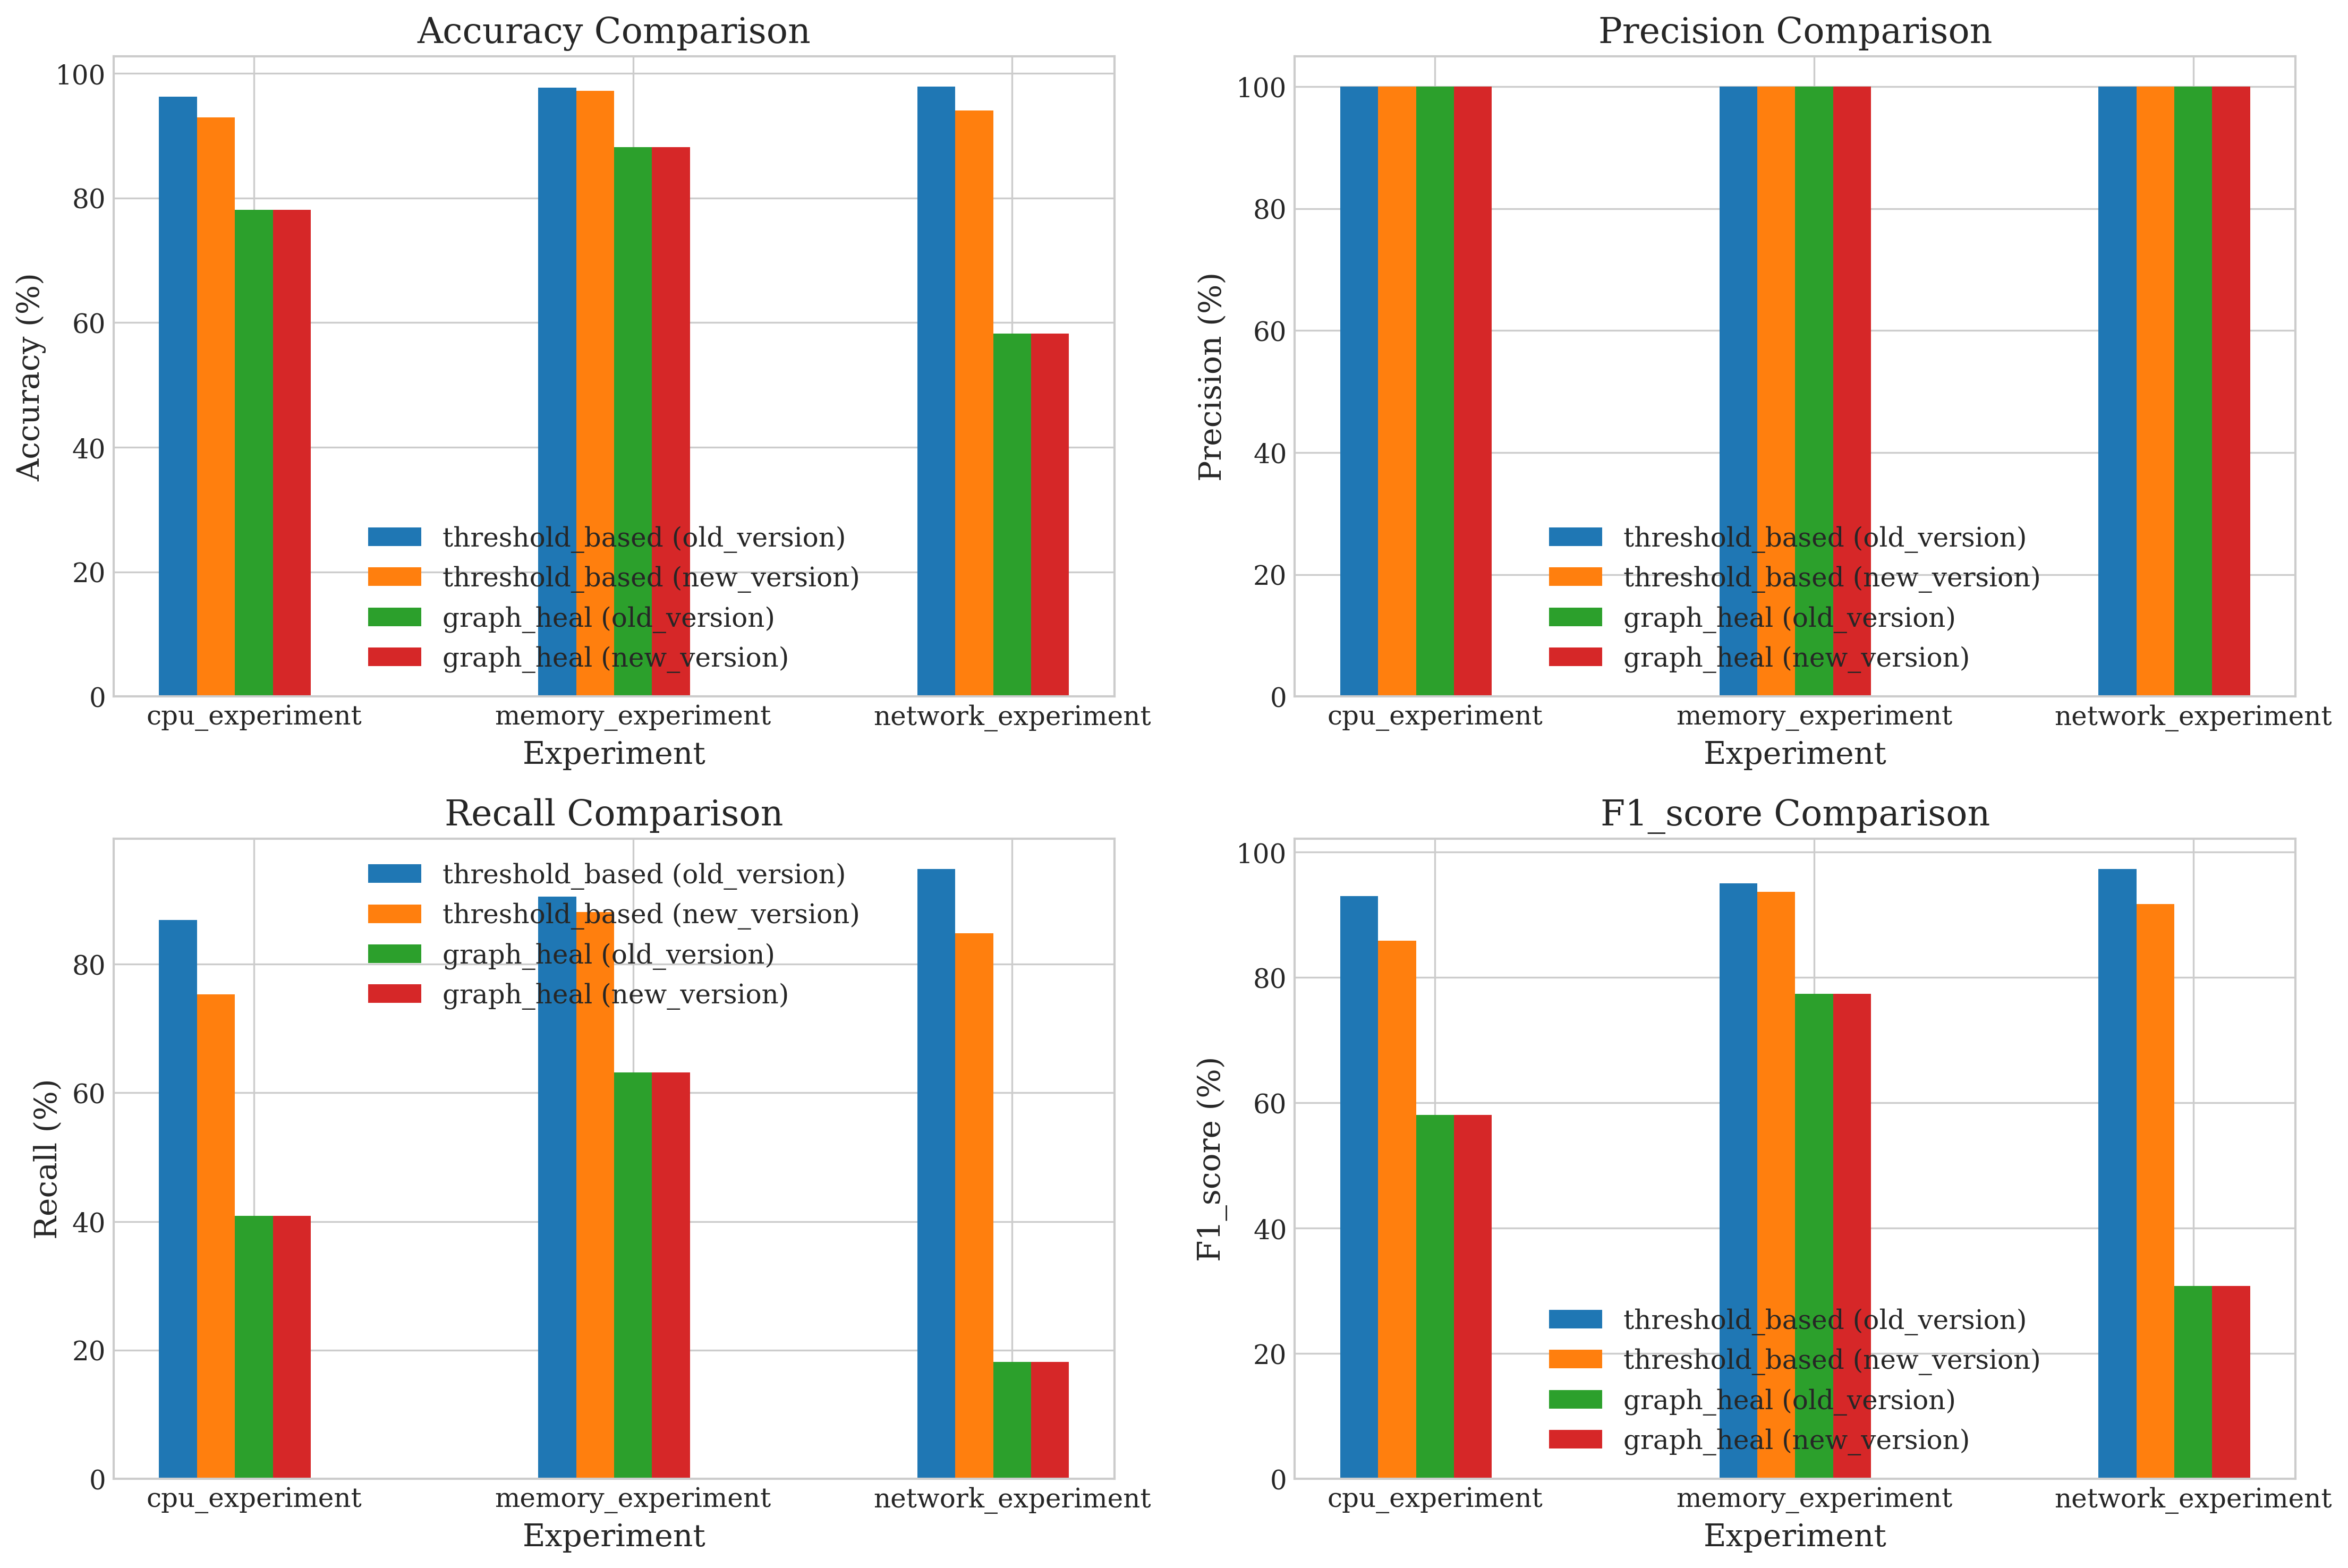 Accuracy Comparison
Accuracy (%)
100
80
60
40
20
0
threshold_based (old_version)
threshold_based (new_version)
graph_heal (old_version)
graph_heal (new_version)
cpu_experiment
memory_experiment
network_experiment
Experiment
Precision Comparison
Precision (%)
100
80
60
40
20
0
threshold_based (old_version)
threshold_based (new_version)
graph_heal (old_version)
graph_heal (new_version)
cpu_experiment
memory_experiment
network_experiment
Experiment
Recall Comparison
Recall (%)
80
60
40
20
0
threshold_based (old_version)
threshold_based (new_version)
graph_heal (old_version)
graph_heal (new_version)
cpu_experiment
memory_experiment
network_experiment
Experiment
F1_score Comparison
F1_score (%)
100
80
60
40
20
0
threshold_based (old_version)
threshold_based (new_version)
graph_heal (old_version)
graph_heal (new_version)
cpu_experiment
memory_experiment
network_experiment
Experiment